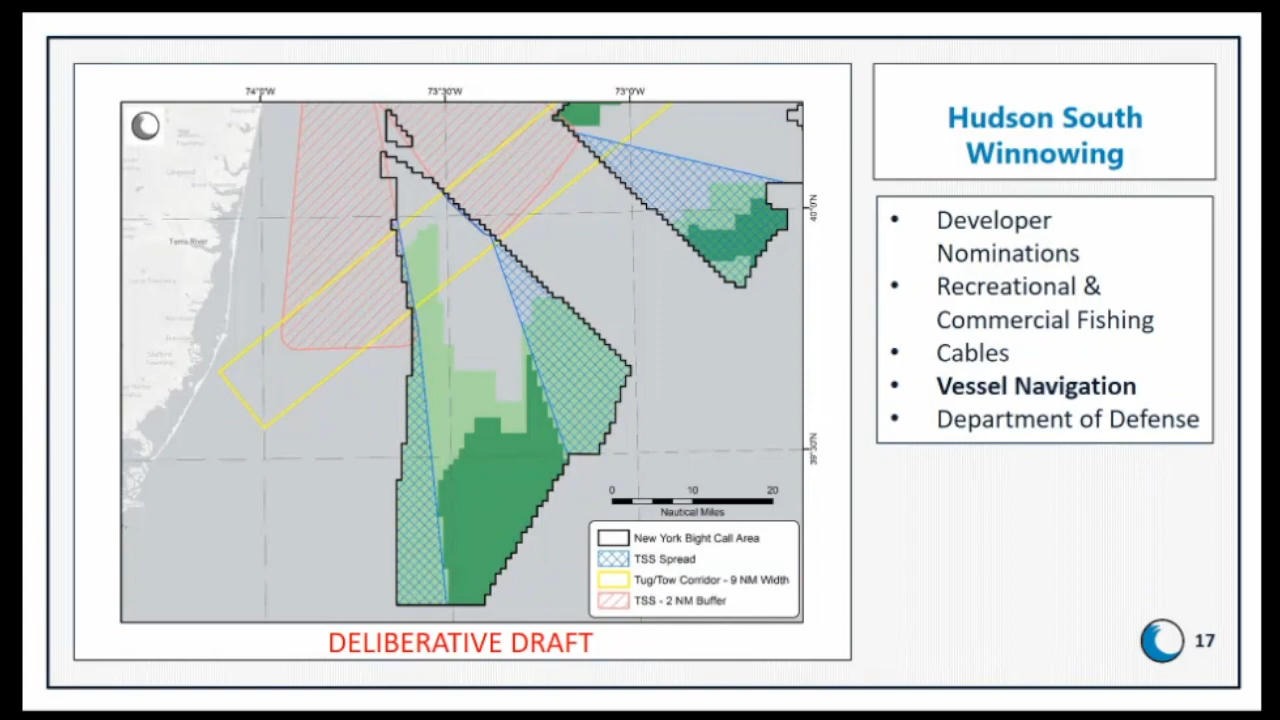 Hudson South
Winnowing
• Developer
Nominations
• Recreational &
Commercial Fishing
• Cables
• Vessel Navigation
• Department of Defense
74°0'W
73°30'W
73°0'W
40°0'N
39°30'N
Toms River
0 10 20
Nautical Miles
New York Bight Call Area
TSS Spread
Tug/Tow Corridor - 9 NM Width
TSS - 2 NM Buffer
DELIBERATIVE DRAFT
17